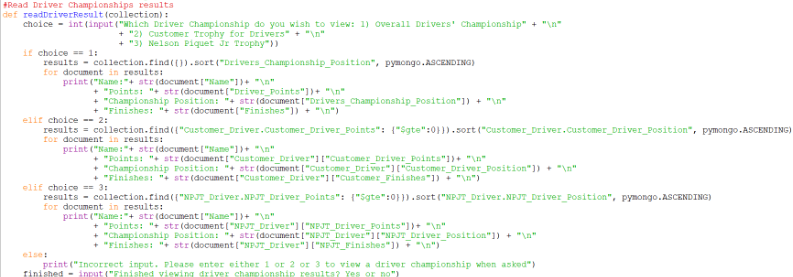 #Read Driver Championships results
def readDriverResult(collection):
    choice = int(input("Which Driver Championship do you wish to view: 1) Overall Drivers' Championship" + "\n"
                    + "2) Customer Trophy for Drivers" + "\n"
                    + "3) Nelson Piquet Jr Trophy"))
    if choice == 1:
        results = collection.find({}).sort("Drivers_Championship_Position", pymongo.ASCENDING)
        for document in results:
            print("Name:"+ str(document["Name"])+ "\n"
                + "Points: "+ str(document["Driver_Points"])+ "\n"
                + "Championship Position: "+ str(document["Drivers_Championship_Position"]) + "\n"
                + "Finishes: "+ str(document["Finishes"]) + "\n")
    elif choice == 2:
        results = collection.find({"Customer_Driver.Customer_Driver_Points": {"$gte":0}}).sort("Customer_Driver.Customer_Driver_Position", pymongo.ASCENDING)
        for document in results:
            print("Name:"+ str(document["Name"])+ "\n"
                + "Points: "+ str(document["Customer_Driver"]["Customer_Driver_Points"])+ "\n"
                + "Championship Position: "+ str(document["Customer_Driver"]["Customer_Driver_Position"]) + "\n"
                + "Finishes: "+ str(document["Customer_Driver"]["Customer_Finishes"]) + "\n")
    elif choice == 3:
        results = collection.find({"NPJT_Driver.NPJT_Driver_Points": {"$gte":0}}).sort("NPJT_Driver.NPJT_Driver_Position", pymongo.ASCENDING)
        for document in results:
            print("Name:"+ str(document["Name"])+ "\n"
                + "Points: "+ str(document["NPJT_Driver"]["NPJT_Driver_Points"])+ "\n"
                + "Championship Position: "+ str(document["NPJT_Driver"]["NPJT_Driver_Position"]) + "\n"
                + "Finishes: "+ str(document["NPJT_Driver"]["NPJT_Finishes"]) + "\n")
    else:
        print("Incorrect input. Please enter either 1 or 2 or 3 to view a driver championship when asked")
    finished = input("Finished viewing driver championship results? Yes or no")